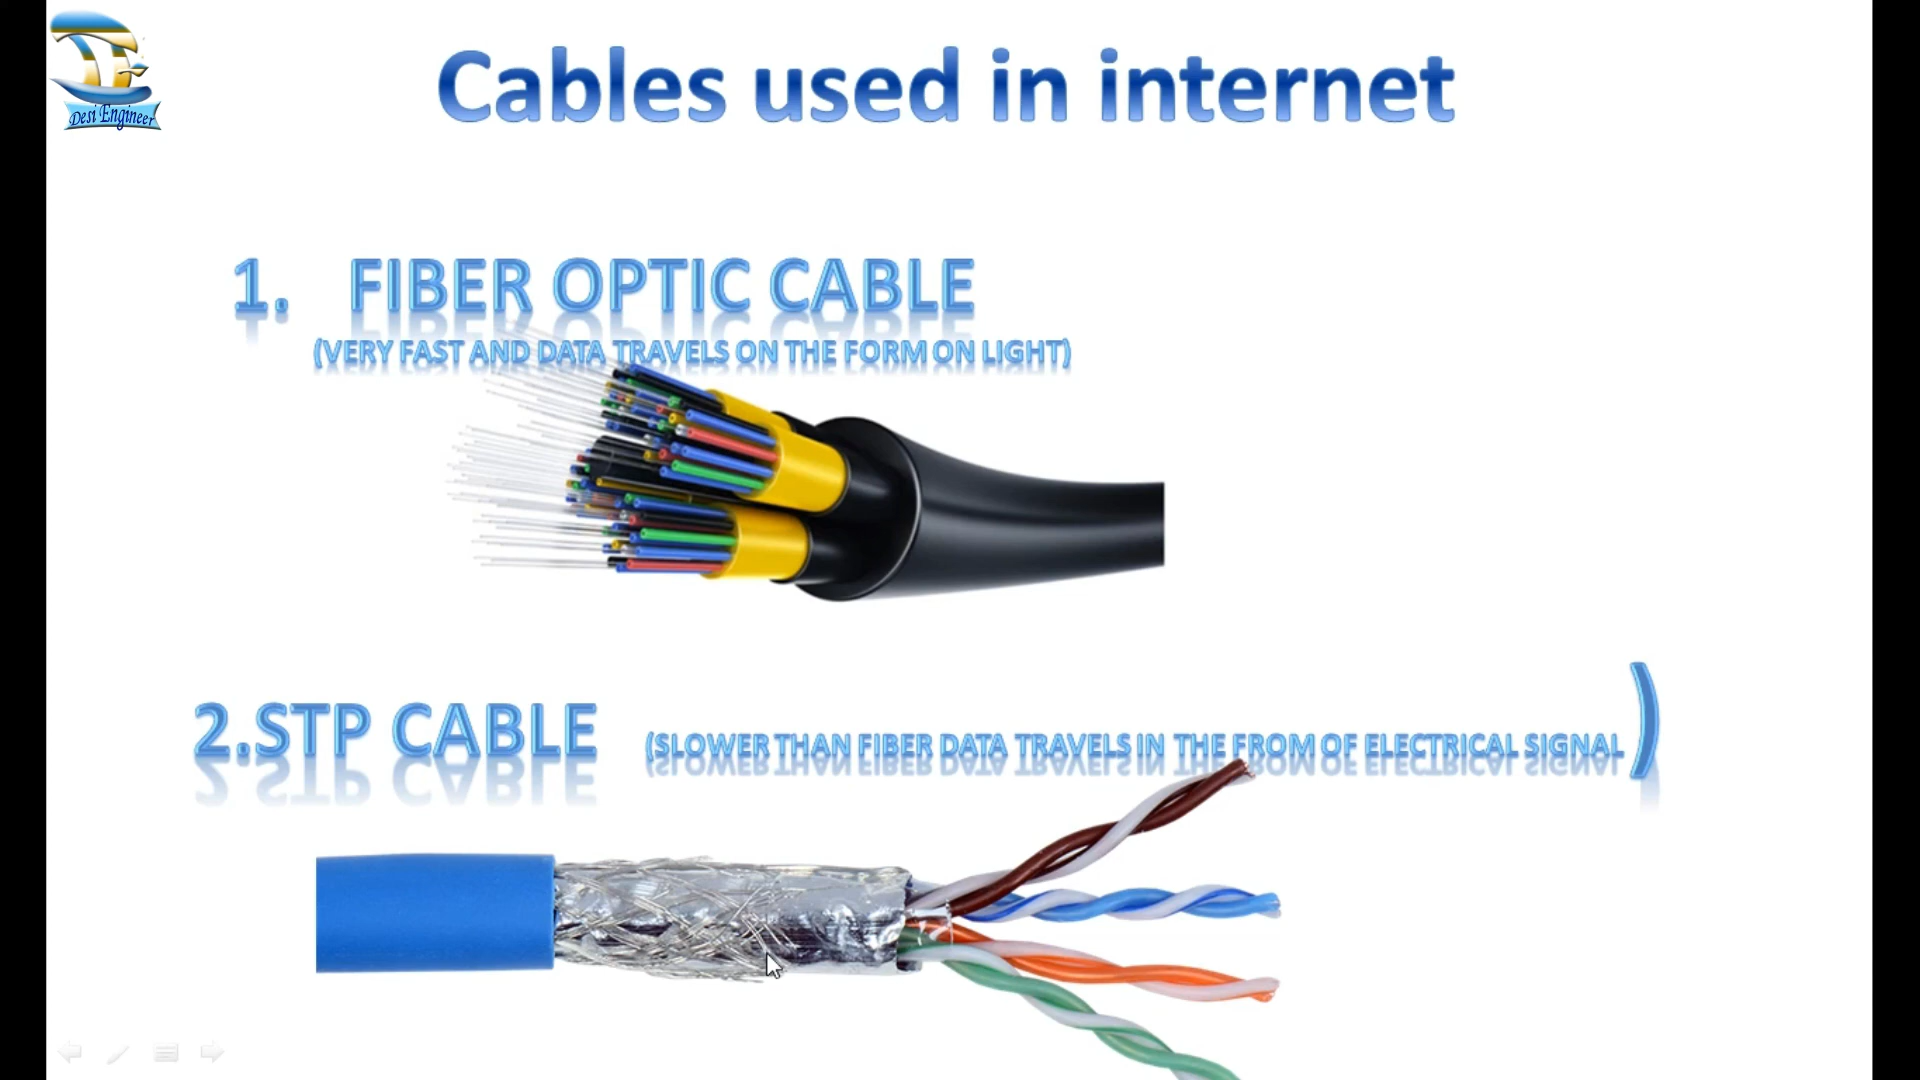 Desi Engineer
Cables used in internet
1. FIBER OPTIC CABLE
(VERY FAST AND DATA TRAVELS ON THE FORM ON LIGHT)
2.STP CABLE (SLOWER THAN FIBER DATA TRAVELS IN THE FROM OF ELECTRICAL SIGNAL )